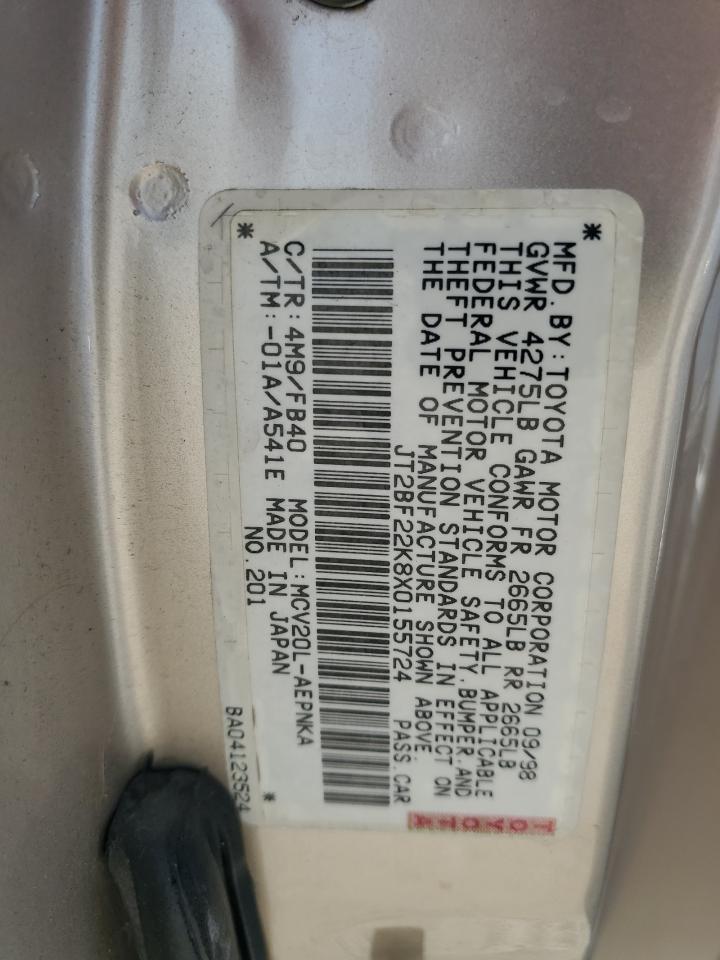 *
MFD.BY:TOYOTA MOTOR CORPORATION 09/98
GVWR 4275LB GAWR FR 2665LB RR 2665LB
THIS VEHICLE CONFORMS TO ALL APPLICABLE
FEDERAL MOTOR VEHICLE SAFETY,BUMPER,AND
THEFT PREVENTION STANDARDS IN EFFECT ON
THE DATE OF MANUFACTURE SHOWN ABOVE.
JT2BF22K8X0155724 PASS.CAR
C/TR:4M9/FB40 MODEL:MCV20L-AEPNKA
A/TM:-01A/A541E MADE IN JAPAN
*
NO.201
*
BA04123524
TOYOTA